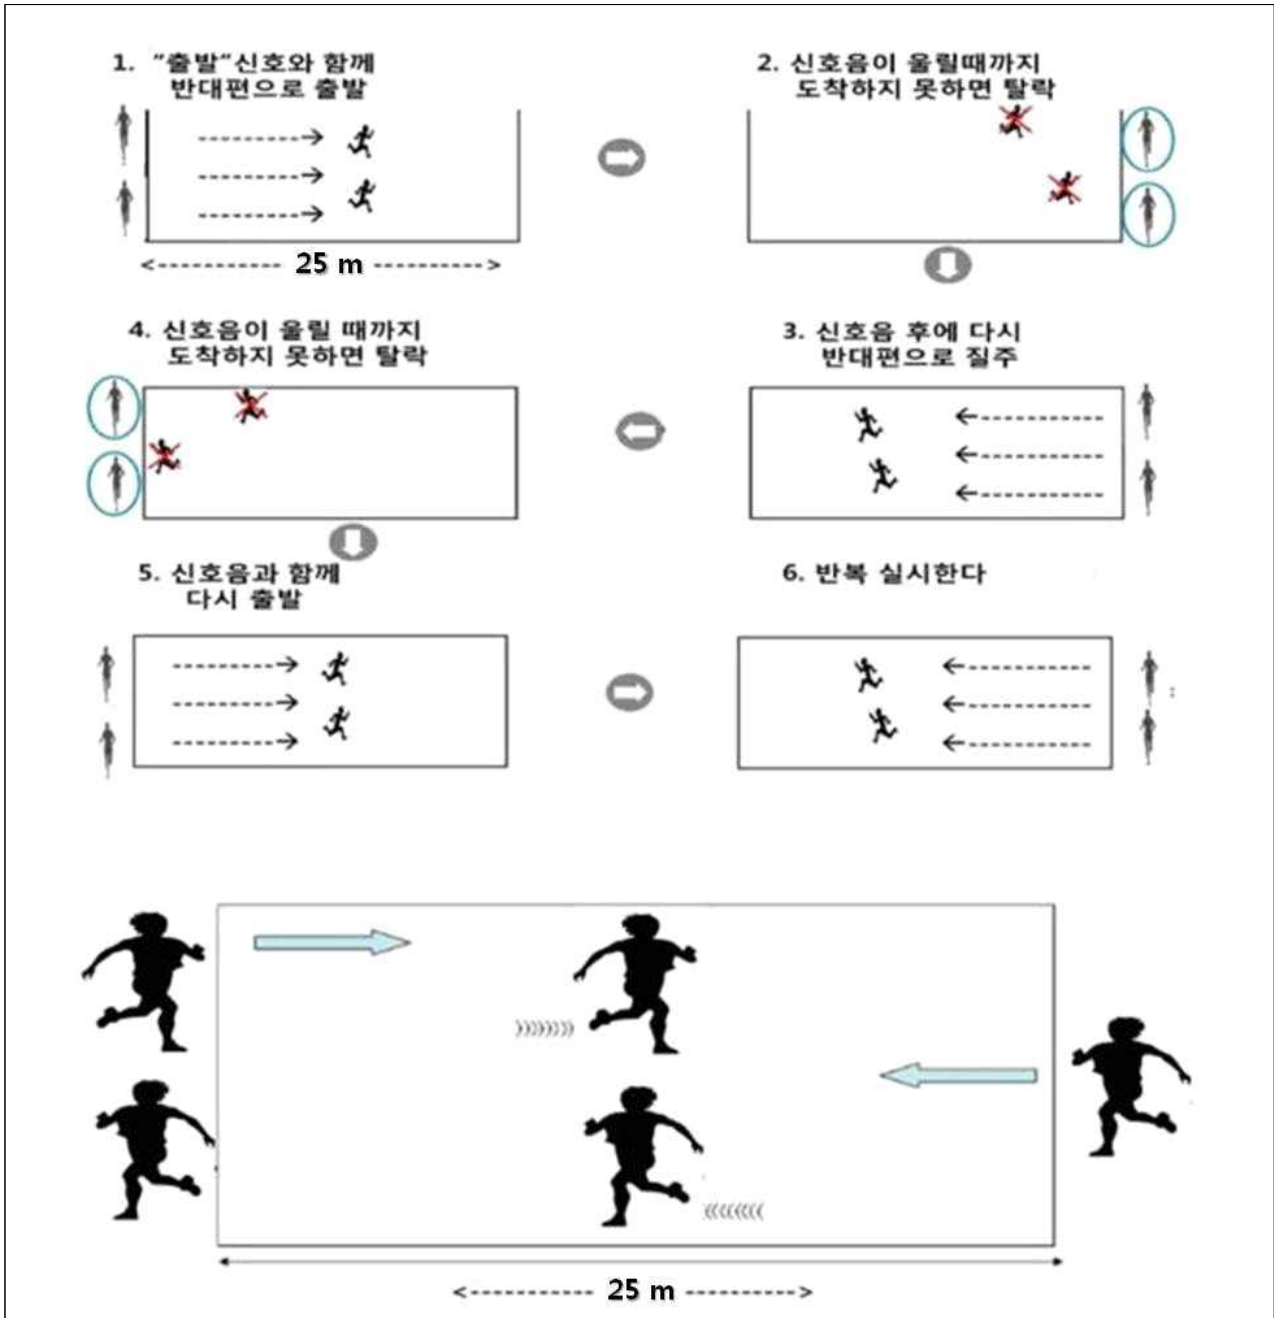 1. "출발"신호와 함께
반대편으로 출발
2. 신호음이 울릴때까지
도착하지 못하면 탈락
25 m
4. 신호음이 울릴 때까지
도착하지 못하면 탈락
3. 신호음 후에 다시
반대편으로 질주
5. 신호음과 함께
다시 출발
6. 반복 실시한다
25 m